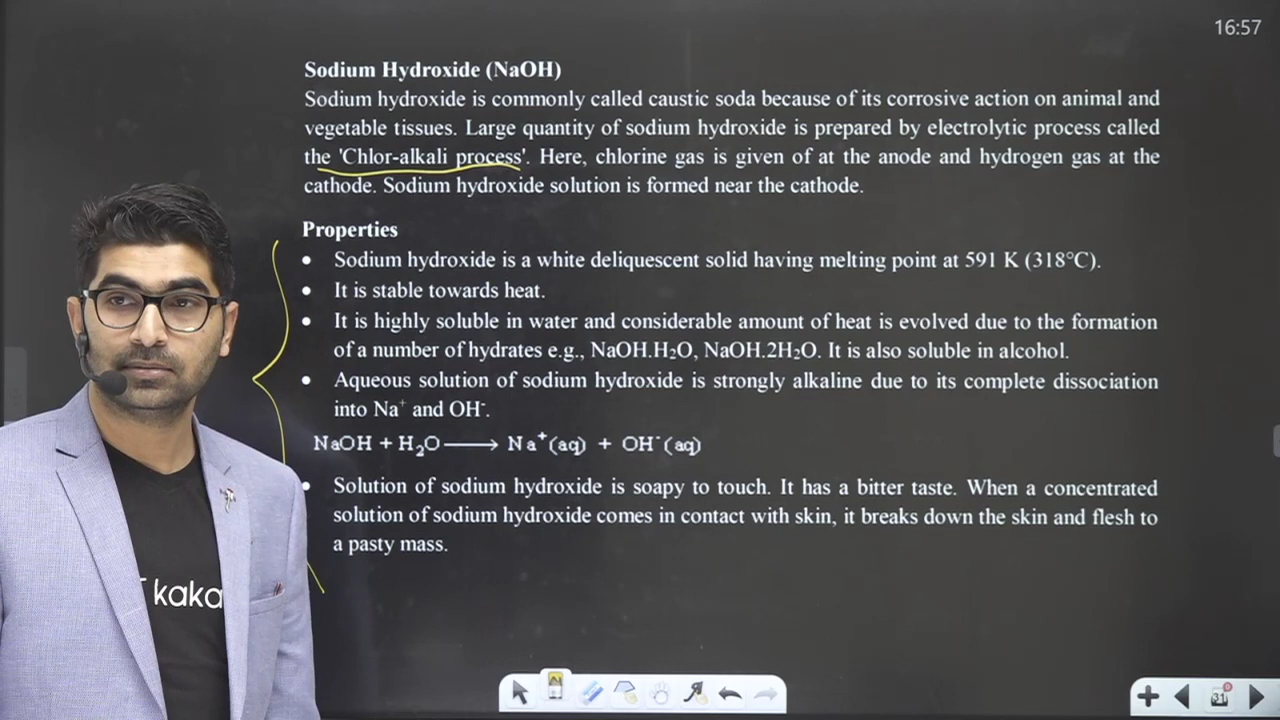 16:57
Sodium Hydroxide (NaOH)
Sodium hydroxide is commonly called caustic soda because of its corrosive action on animal and
vegetable tissues. Large quantity of sodium hydroxide is prepared by electrolytic process called
the 'Chlor-alkali process'. Here, chlorine gas is given of at the anode and hydrogen gas at the
cathode. Sodium hydroxide solution is formed near the cathode.
Properties
• Sodium hydroxide is a white deliquescent solid having melting point at 591 K (318°C).
• It is stable towards heat.
• It is highly soluble in water and considerable amount of heat is evolved due to the formation
of a number of hydrates e.g., NaOH.H₂O, NaOH.2H₂O. It is also soluble in alcohol.
• Aqueous solution of sodium hydroxide is strongly alkaline due to its complete dissociation
into Na⁺ and OH⁻.
NaOH + H₂O ⟶ Na⁺(aq) + OH⁻(aq)
• Solution of sodium hydroxide is soapy to touch. It has a bitter taste. When a concentrated
solution of sodium hydroxide comes in contact with skin, it breaks down the skin and flesh to
a pasty mass.
kaka
31